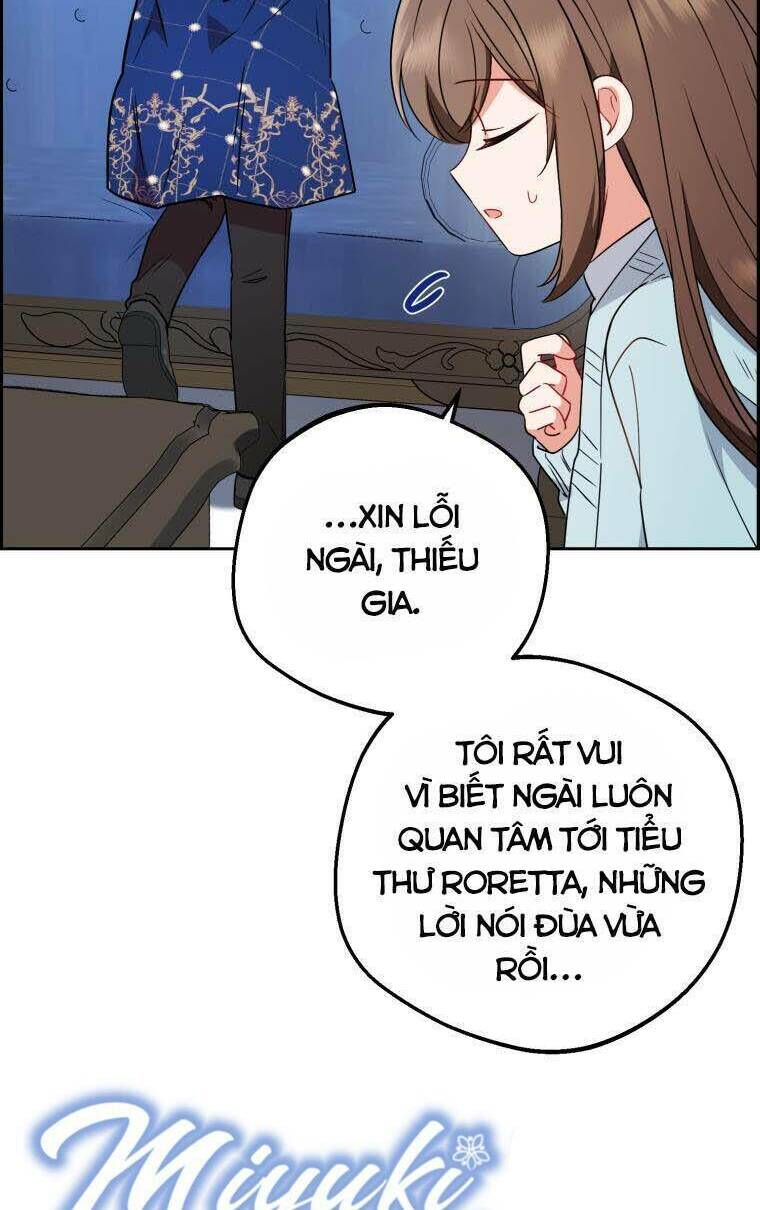 ...XIN LỖI
NGÀI, THIẾU
GIA.
TÔI RẤT VUI
VÌ BIẾT NGÀI LUÔN
QUAN TÂM TỚI TIỂU
THƯ RORETTA, NHỮNG
LỜI NÓI ĐÙA VỪA
RỒI...
Miyuki